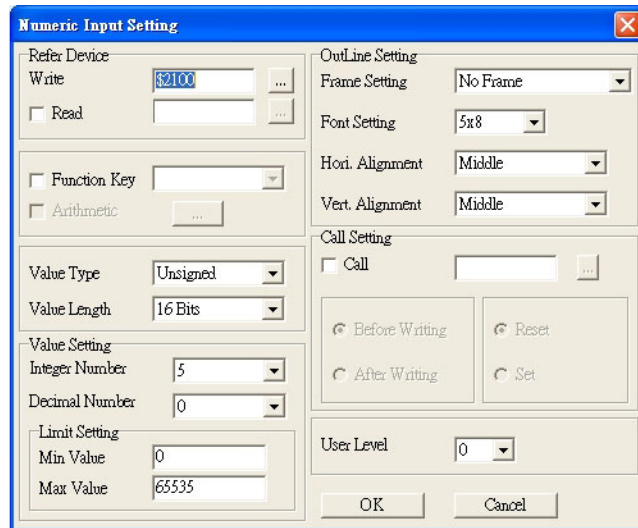 Numeric Input Setting
Refer Device
Write $2100 ...
Read ...
Function Key
Arithmetic ...
Value Type Unsigned
Value Length 16 Bits
Value Setting
Integer Number 5
Decimal Number 0
Limit Setting
Min Value 0
Max Value 65535
OutLine Setting
Frame Setting No Frame
Font Setting 5x8
Hori. Alignment Middle
Vert. Alignment Middle
Call Setting
Call ...
Before Writing Reset
After Writing Set
User Level 0
OK Cancel